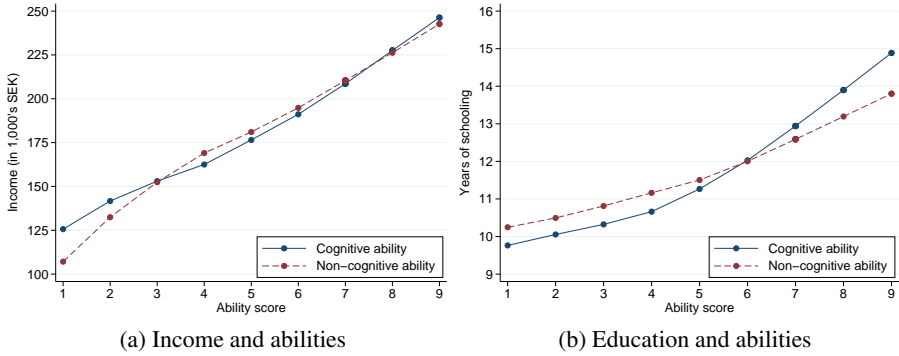 250
225
200
175
150
125
100
Income (in 1,000's SEK)
Cognitive ability
Non−cognitive ability
1 2 3 4 5 6 7 8 9
Ability score
(a) Income and abilities
16
15
14
13
12
11
10
9
Years of schooling
Cognitive ability
Non−cognitive ability
1 2 3 4 5 6 7 8 9
Ability score
(b) Education and abilities